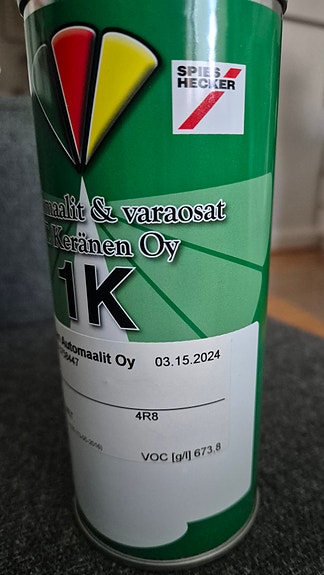 SPIES
HECKER
maalit & varaosat
Keränen Oy
1K
Automaalit Oy 03.15.2024
4R8
VOC [g/l] 673.8